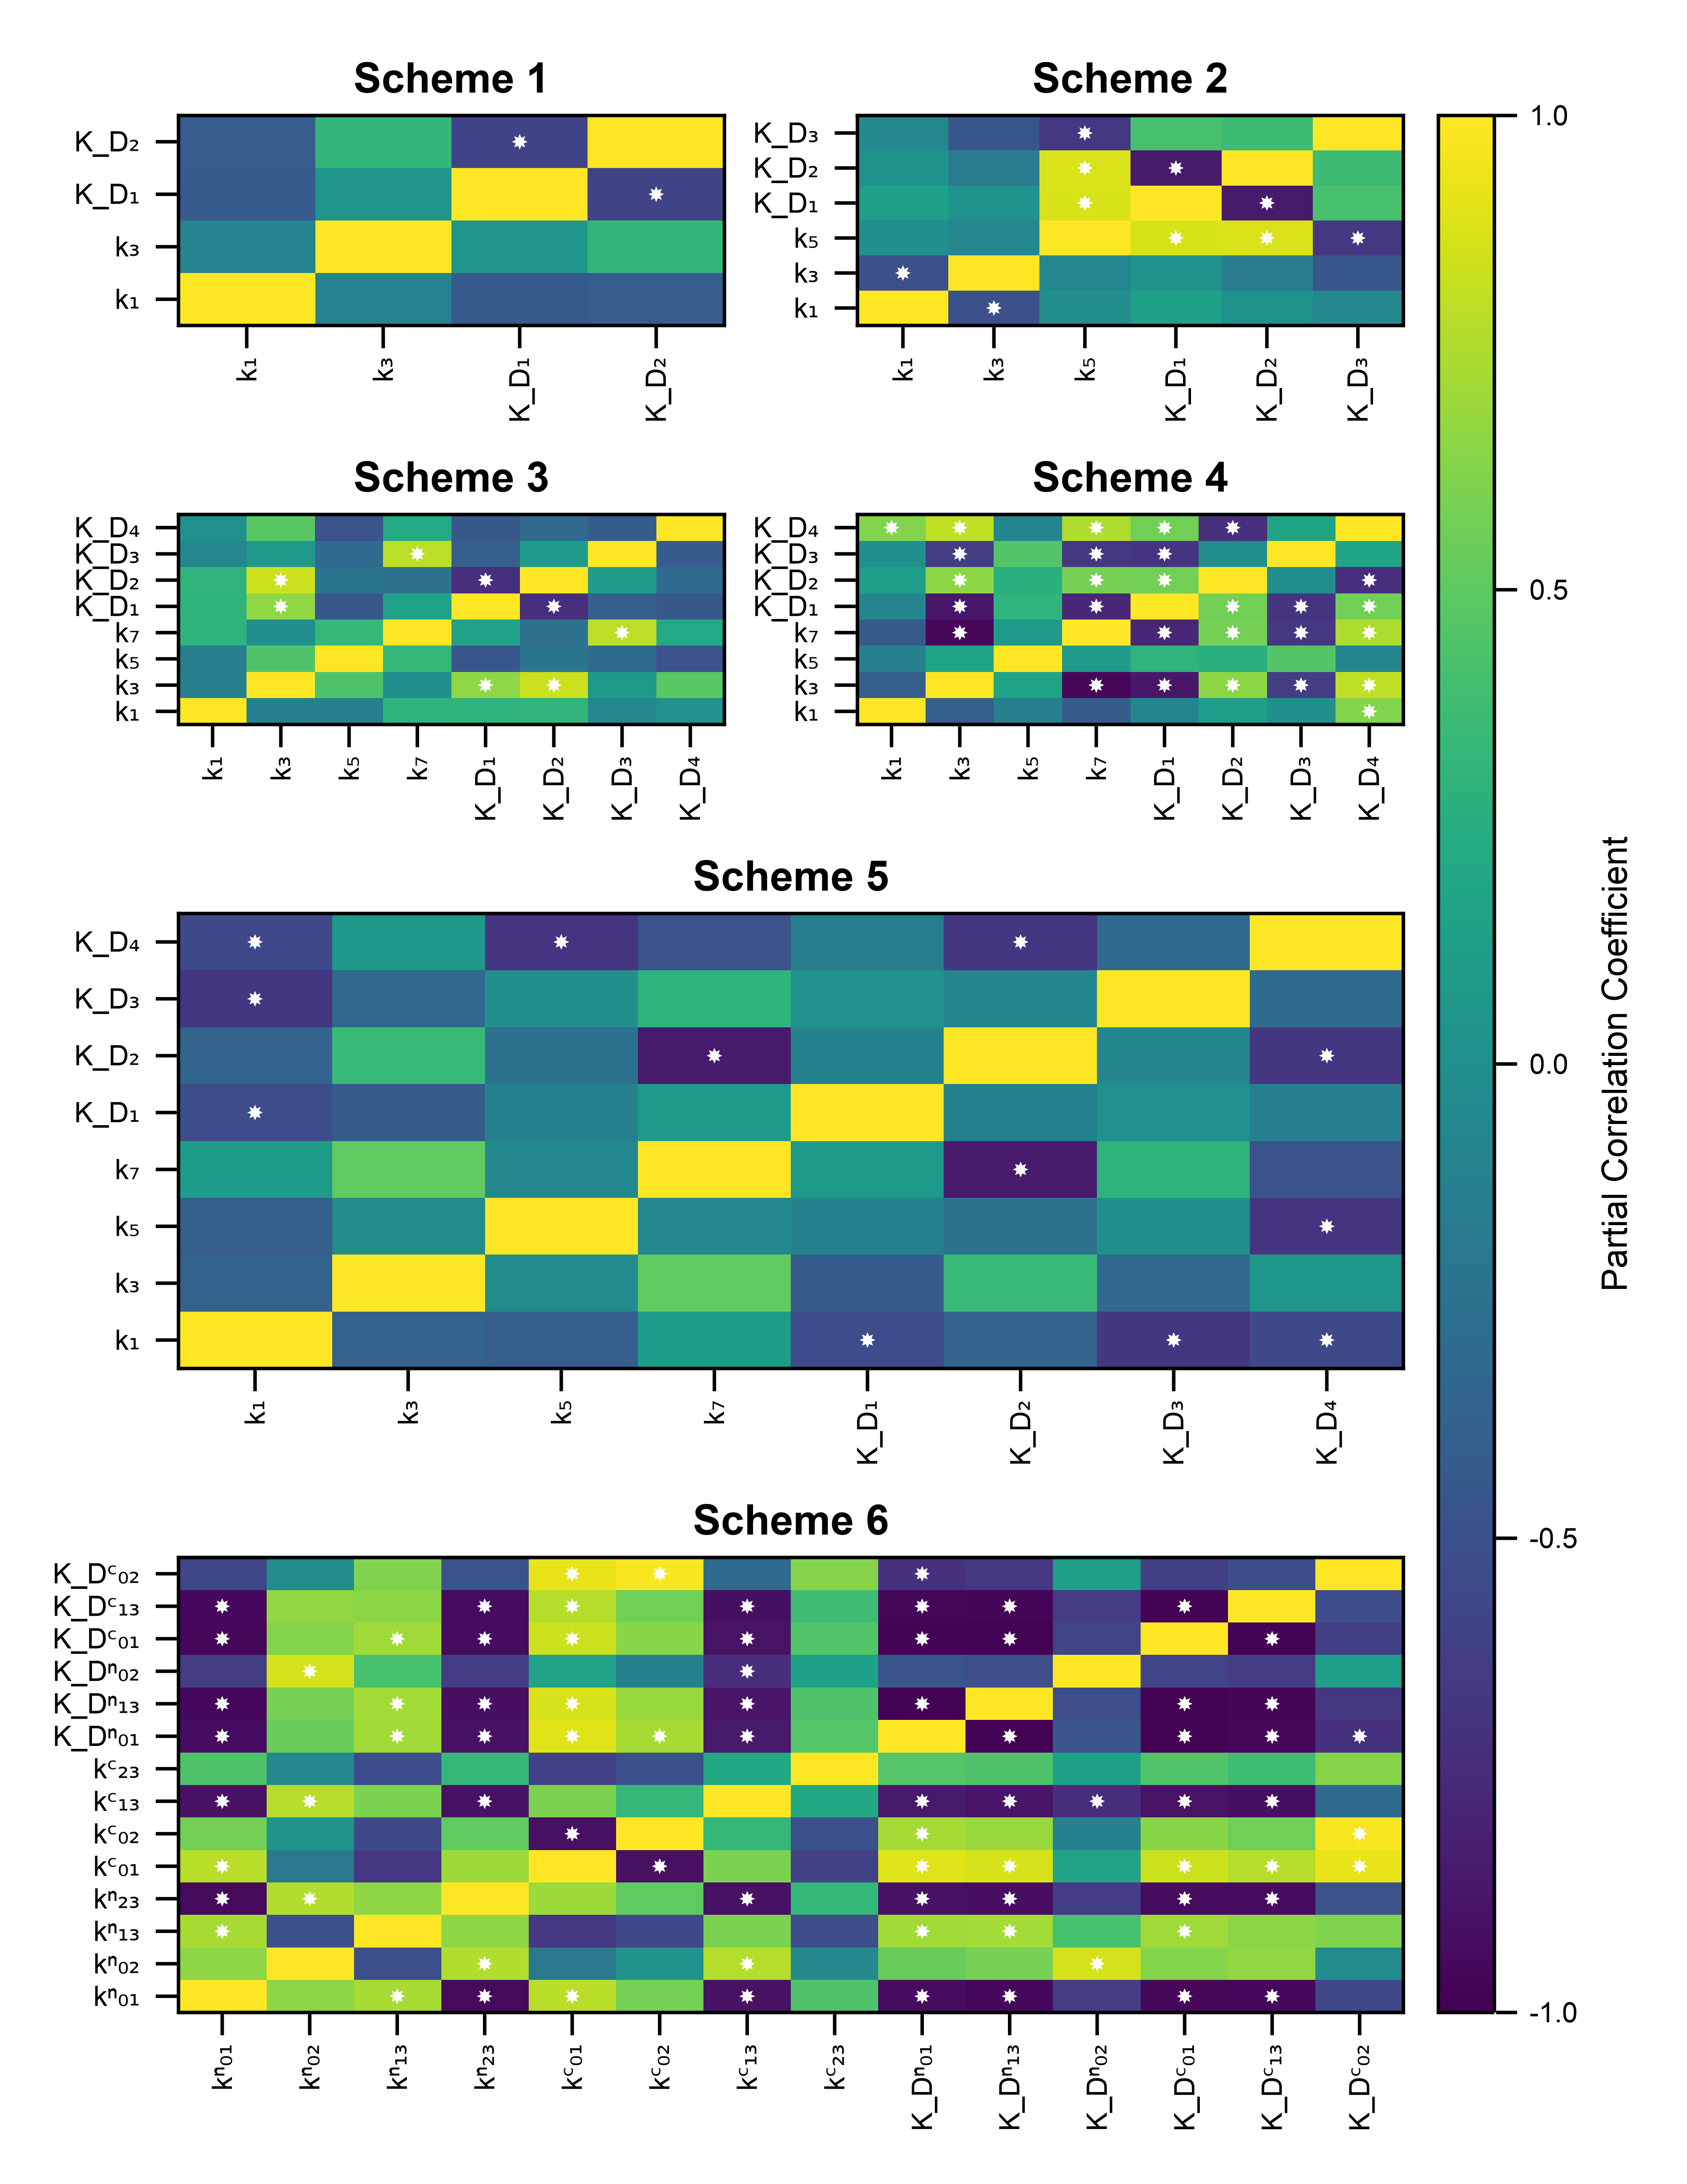 Scheme 1
K_D₂
K_D₁
k₃
k₁
k₁
k₃
K_D₁
K_D₂
Scheme 2
K_D₃
K_D₂
K_D₁
k₅
k₃
k₁
k₁
k₃
k₅
K_D₁
K_D₂
K_D₃
Scheme 3
K_D₄
K_D₃
K_D₂
K_D₁
k₇
k₅
k₃
k₁
k₁
k₃
k₅
k₇
K_D₁
K_D₂
K_D₃
K_D₄
Scheme 4
K_D₄
K_D₃
K_D₂
K_D₁
k₇
k₅
k₃
k₁
k₁
k₃
k₅
k₇
K_D₁
K_D₂
K_D₃
K_D₄
Scheme 5
K_D₄
K_D₃
K_D₂
K_D₁
k₇
k₅
k₃
k₁
k₁
k₃
k₅
k₇
K_D₁
K_D₂
K_D₃
K_D₄
Scheme 6
K_Dᶜ₀₂
K_Dᶜ₁₃
K_Dᶜ₀₁
K_Dⁿ₀₂
K_Dⁿ₁₃
K_Dⁿ₀₁
kᶜ₂₃
kᶜ₁₃
kᶜ₀₂
kᶜ₀₁
kⁿ₂₃
kⁿ₁₃
kⁿ₀₂
kⁿ₀₁
kⁿ₀₁
kⁿ₀₂
kⁿ₁₃
kⁿ₂₃
kᶜ₀₁
kᶜ₀₂
kᶜ₁₃
kᶜ₂₃
K_Dⁿ₀₁
K_Dⁿ₁₃
K_Dⁿ₀₂
K_Dᶜ₀₁
K_Dᶜ₁₃
K_Dᶜ₀₂
1.0
0.5
0.0
-0.5
-1.0
Partial Correlation Coefficient